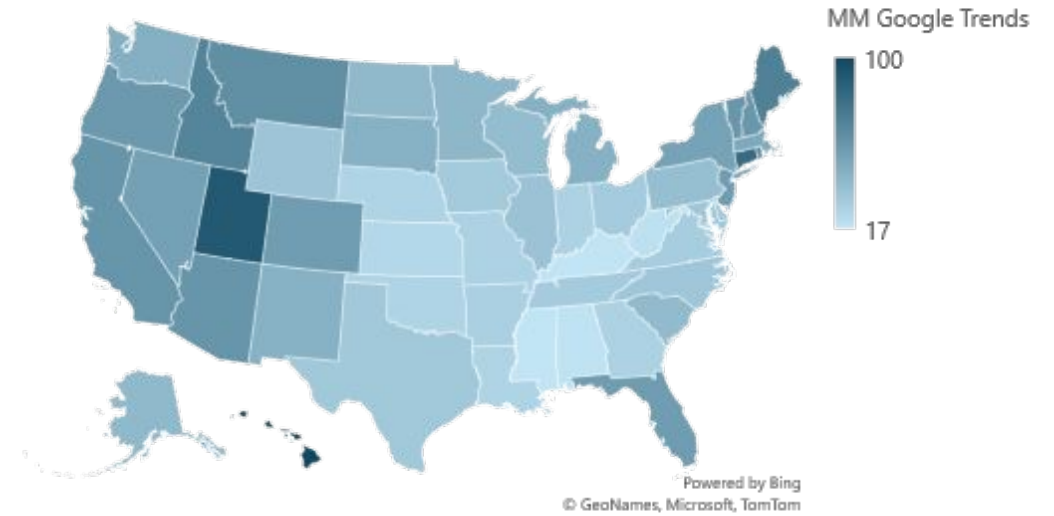 MM Google Trends
100
17
Powered by Bing
© GeoNames, Microsoft, TomTom